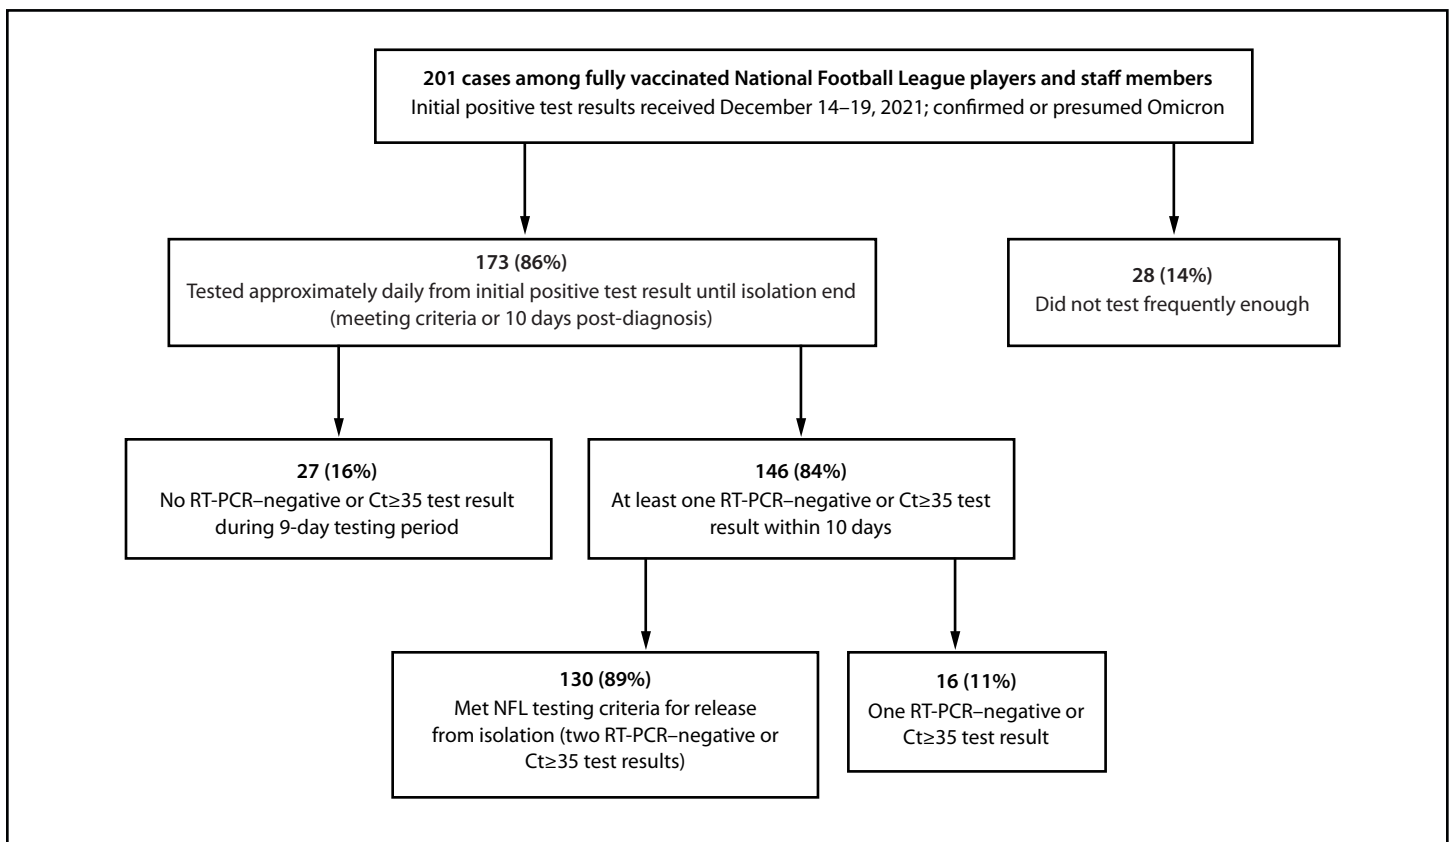 201 cases among fully vaccinated National Football League players and staff members
Initial positive test results received December 14–19, 2021; confirmed or presumed Omicron
173 (86%)
Tested approximately daily from initial positive test result until isolation end
(meeting criteria or 10 days post-diagnosis)
28 (14%)
Did not test frequently enough
27 (16%)
No RT-PCR–negative or Ct≥35 test result
during 9-day testing period
146 (84%)
At least one RT-PCR–negative or Ct≥35 test
result within 10 days
130 (89%)
Met NFL testing criteria for release
from isolation (two RT-PCR–negative or
Ct≥35 test results)
16 (11%)
One RT-PCR–negative or
Ct≥35 test result